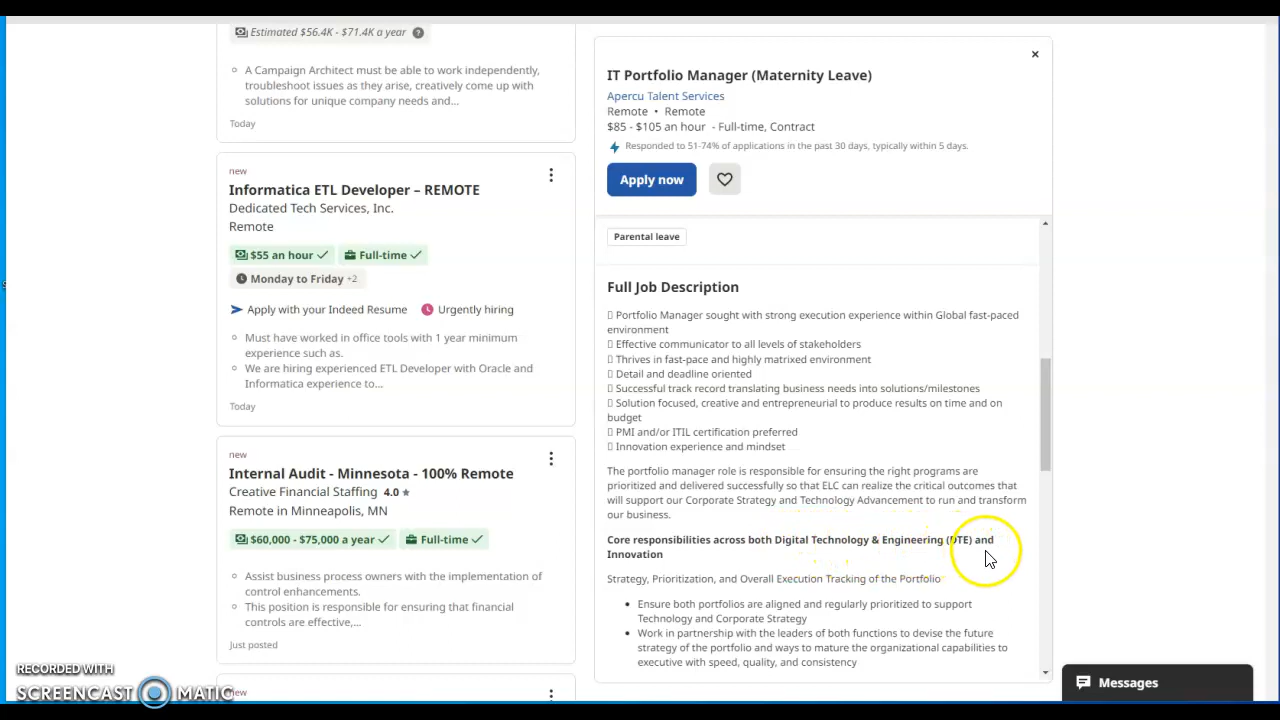 Estimated $56.4K - $71.4K a year ?
A Campaign Architect must be able to work independently,
troubleshoot issues as they arise, creatively come up with
solutions for unique company needs and...
Today
new
Informatica ETL Developer – REMOTE
Dedicated Tech Services, Inc.
Remote
$55 an hour Full-time
Monday to Friday +2
Apply with your Indeed Resume Urgently hiring
Must have worked in office tools with 1 year minimum
experience such as.
We are hiring experienced ETL Developer with Oracle and
Informatica experience to...
Today
new
Internal Audit - Minnesota - 100% Remote
Creative Financial Staffing 4.0
Remote in Minneapolis, MN
$60,000 - $75,000 a year Full-time
Assist business process owners with the implementation of
control enhancements.
This position is responsible for ensuring that financial
controls are effective,...
Just posted
new
IT Portfolio Manager (Maternity Leave)
Apercu Talent Services
Remote • Remote
$85 - $105 an hour - Full-time, Contract
Responded to 51-74% of applications in the past 30 days, typically within 5 days.
Apply now
Parental leave
Full Job Description
Portfolio Manager sought with strong execution experience within Global fast-paced
environment
Effective communicator to all levels of stakeholders
Thrives in fast-pace and highly matrixed environment
Detail and deadline oriented
Successful track record translating business needs into solutions/milestones
Solution focused, creative and entrepreneurial to produce results on time and on
budget
PMI and/or ITIL certification preferred
Innovation experience and mindset
The portfolio manager role is responsible for ensuring the right programs are
prioritized and delivered successfully so that ELC can realize the critical outcomes that
will support our Corporate Strategy and Technology Advancement to run and transform
our business.
Core responsibilities across both Digital Technology & Engineering (DTE) and
Innovation
Strategy, Prioritization, and Overall Execution Tracking of the Portfolio
• Ensure both portfolios are aligned and regularly prioritized to support
Technology and Corporate Strategy
• Work in partnership with the leaders of both functions to devise the future
strategy of the portfolio and ways to mature the organizational capabilities to
executive with speed, quality, and consistency
Messages
RECORDED WITH
SCREENCAST MATIC